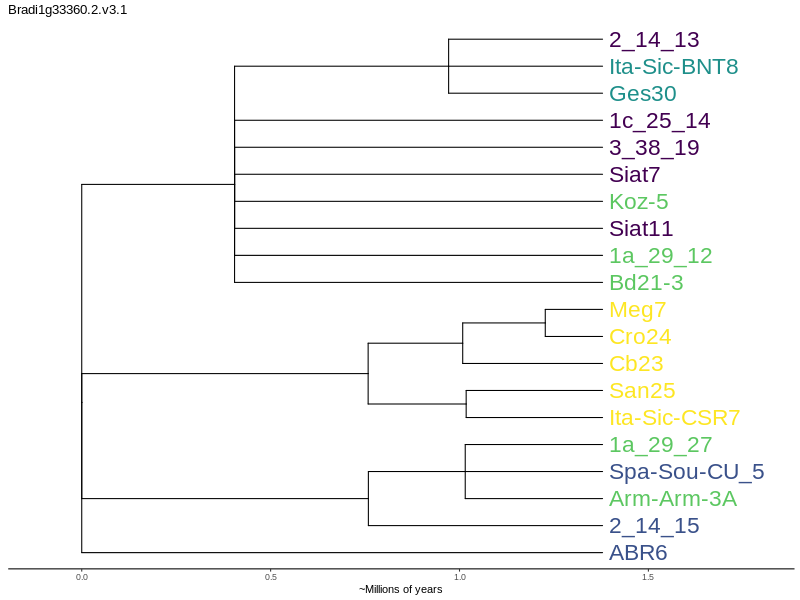 Bradi1g33360.2.v3.1
2_14_13
Ita-Sic-BNT8
Ges30
1c_25_14
3_38_19
Siat7
Koz-5
Siat11
1a_29_12
Bd21-3
Meg7
Cro24
Cb23
San25
Ita-Sic-CSR7
1a_29_27
Spa-Sou-CU_5
Arm-Arm-3A
2_14_15
ABR6
0.0 0.5 1.0 1.5
~Millions of years